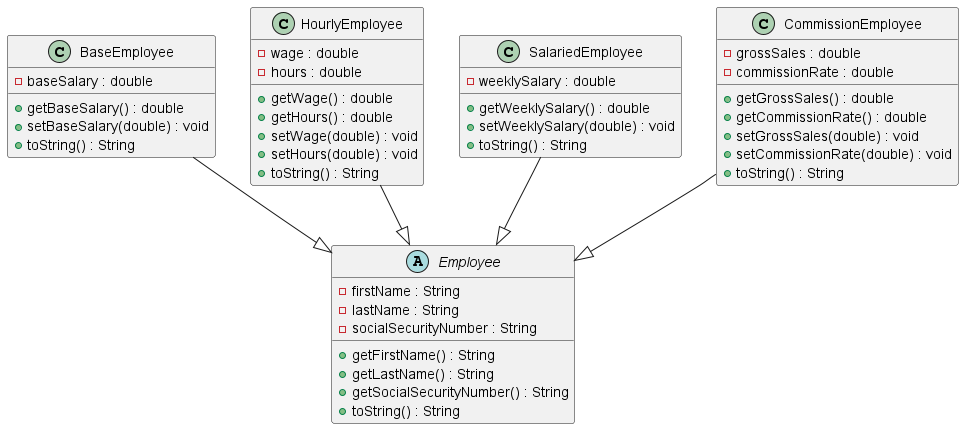 C BaseEmployee
baseSalary : double
getBaseSalary() : double
setBaseSalary(double) : void
toString() : String
C HourlyEmployee
wage : double
hours : double
getWage() : double
getHours() : double
setWage(double) : void
setHours(double) : void
toString() : String
C SalariedEmployee
weeklySalary : double
getWeeklySalary() : double
setWeeklySalary(double) : void
toString() : String
C CommissionEmployee
grossSales : double
commissionRate : double
getGrossSales() : double
getCommissionRate() : double
setGrossSales(double) : void
setCommissionRate(double) : void
toString() : String
A Employee
firstName : String
lastName : String
socialSecurityNumber : String
getFirstName() : String
getLastName() : String
getSocialSecurityNumber() : String
toString() : String